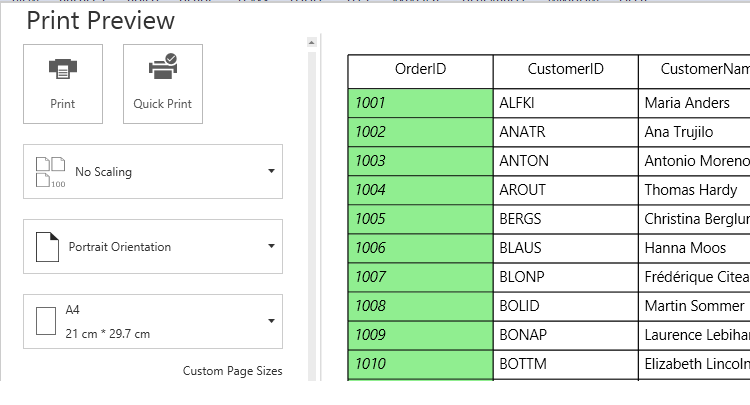 Print Preview
Print
Quick Print
100
No Scaling
Portrait Orientation
A4
21 cm * 29.7 cm
Custom Page Sizes
OrderID CustomerID CustomerNam
1001 ALFKI Maria Anders
1002 ANATR Ana Trujilo
1003 ANTON Antonio Moreno
1004 AROUT Thomas Hardy
1005 BERGS Christina Berglun
1006 BLAUS Hanna Moos
1007 BLONP Frédérique Citea
1008 BOLID Martin Sommer
1009 BONAP Laurence Lebiha
1010 BOTTM Elizabeth Lincoln